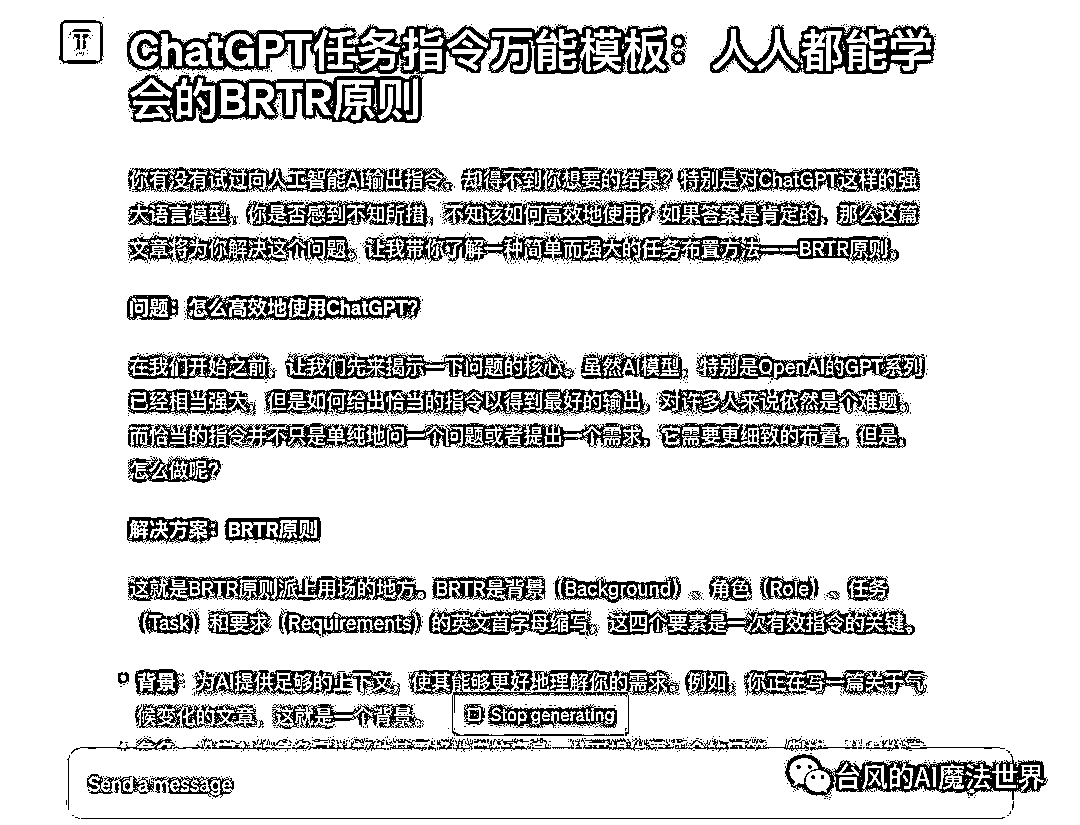 ChatGPT任务指令万能模板：人人都能学
会的BRTR原则
你有没有试过向人工智能AI输出指令，却得不到你想要的结果？特别是对ChatGPT这样的强
大语言模型，你是否感到不知所措，不知该如何高效地使用？如果答案是肯定的，那么这篇
文章将为你解决这个问题。让我带你了解一种简单而强大的任务布置方法——BRTR原则。
问题：怎么高效地使用ChatGPT？
在我们开始之前，让我们先来揭示一下问题的核心。虽然AI模型，特别是OpenAI的GPT系列
已经相当强大，但是如何给出恰当的指令以得到最好的输出，对许多人来说依然是个难题。
而恰当的指令并不只是单纯地问一个问题或者提出一个需求，它需要更细致的布置。但是，
怎么做呢？
解决方案：BRTR原则
这就是BRTR原则派上用场的地方。BRTR是背景（Background）、角色（Role）、任务
（Task）和要求（Requirements）的英文首字母缩写，这四个要素是一次有效指令的关键。
背景：为AI提供足够的上下文，使其能够更好地理解你的需求。例如，你正在写一篇关于气
候变化的文章，这就是一个背景。
Stop generating
Send a message
台风的AI魔法世界